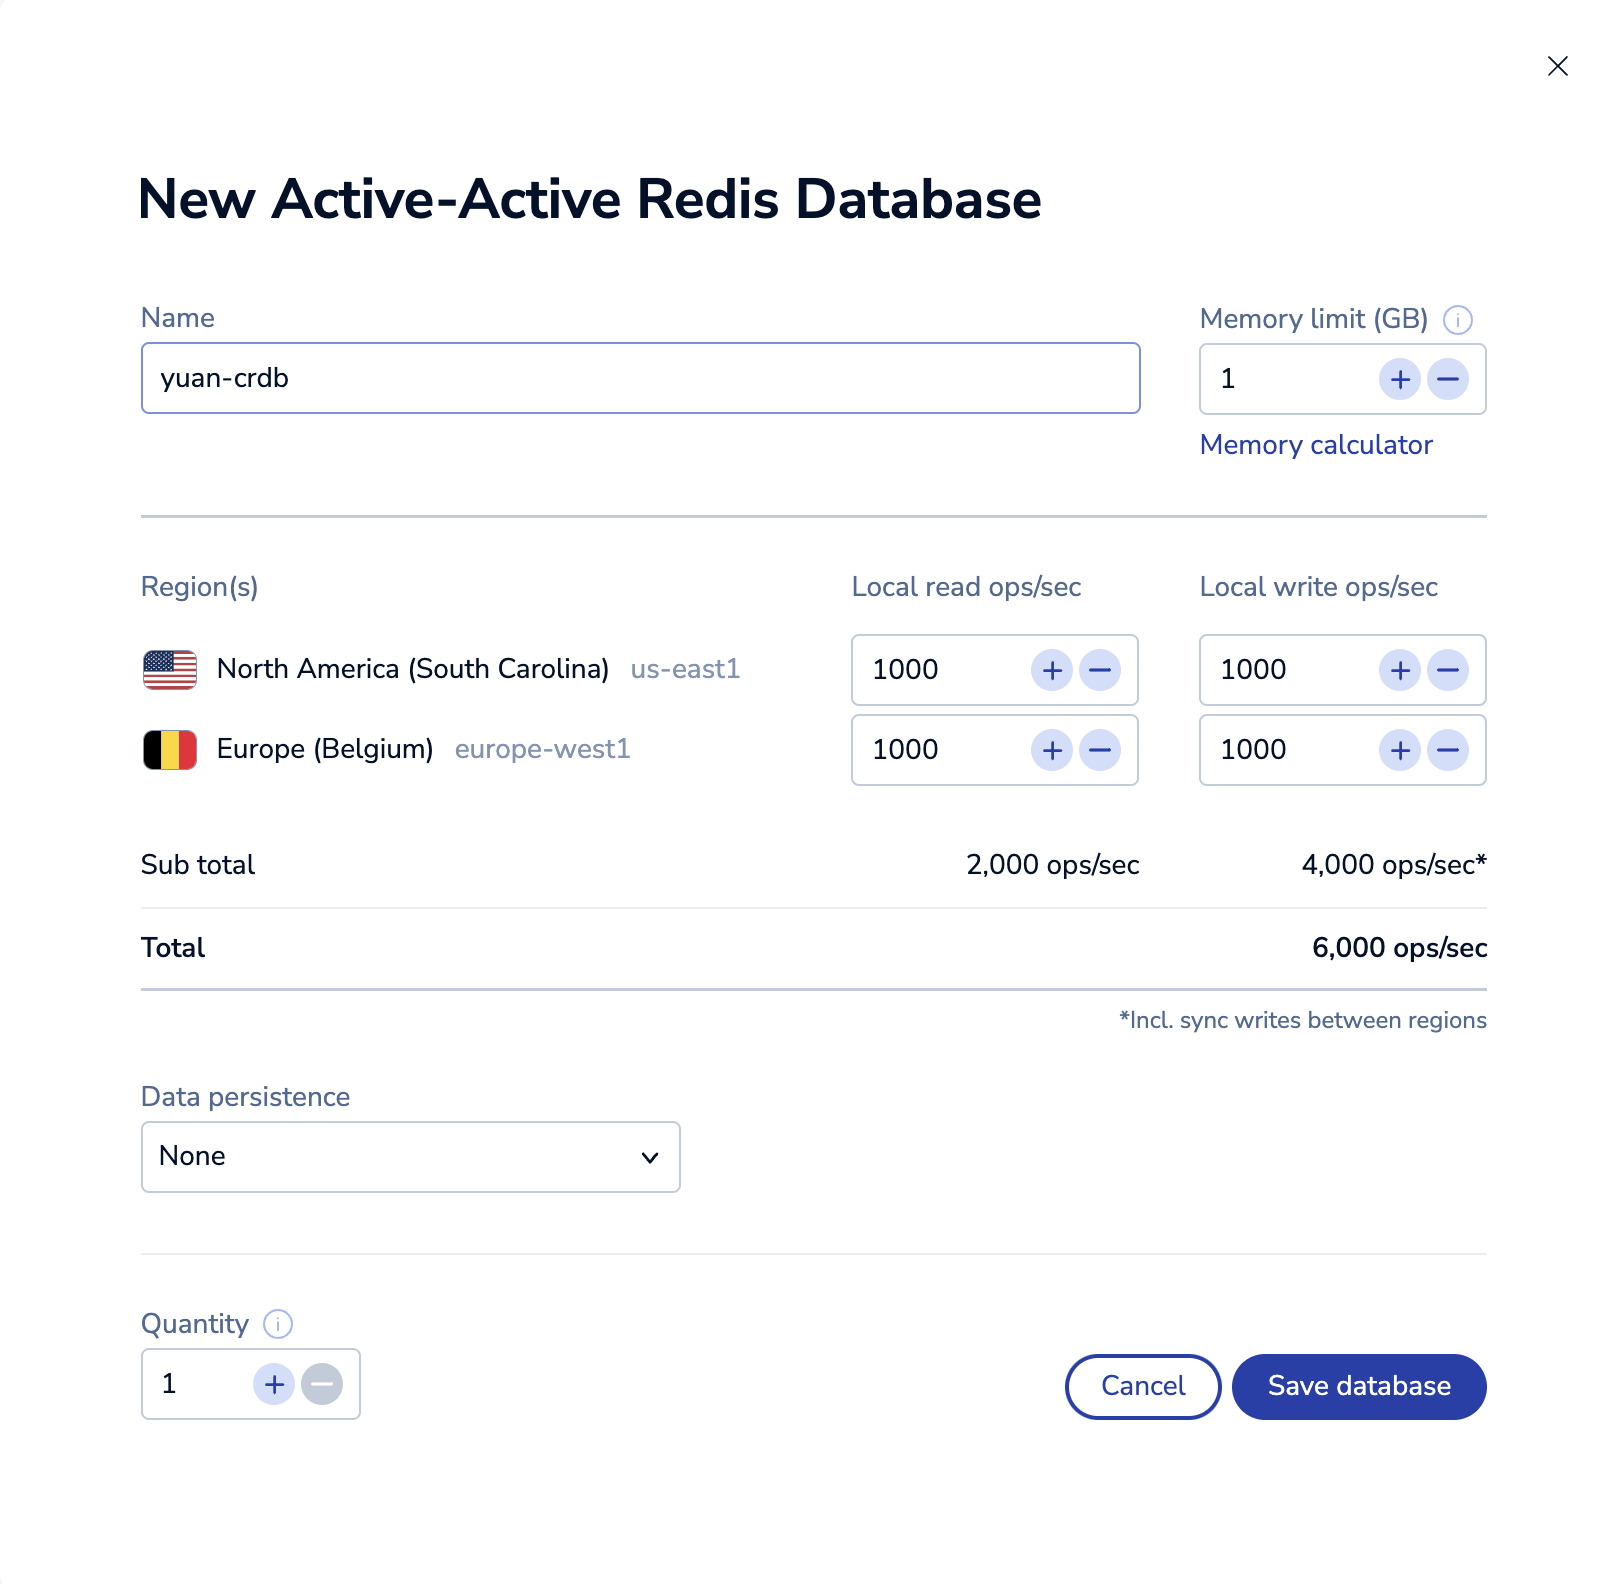 New Active-Active Redis Database
Name
Memory limit (GB) i
yuan-crdb
1
Memory calculator
Region(s) Local read ops/sec Local write ops/sec
North America (South Carolina) us-east1 1000 1000
Europe (Belgium) europe-west1 1000 1000
Sub total 2,000 ops/sec 4,000 ops/sec*
Total 6,000 ops/sec
*Incl. sync writes between regions
Data persistence
None
Quantity i
1
Cancel Save database